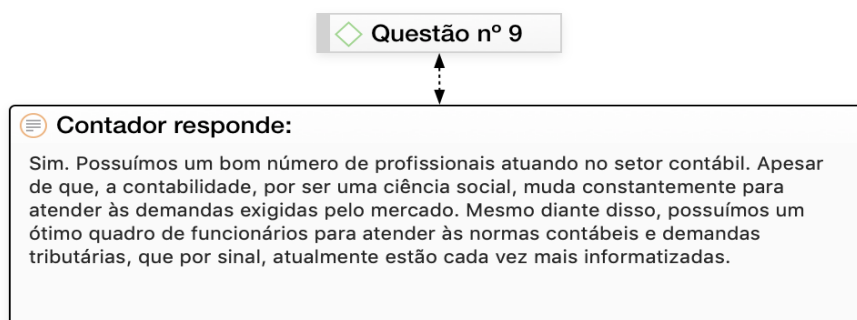 Questão nº 9
Contador responde:
Sim. Possuímos um bom número de profissionais atuando no setor contábil. Apesar
de que, a contabilidade, por ser uma ciência social, muda constantemente para
atender às demandas exigidas pelo mercado. Mesmo diante disso, possuímos um
ótimo quadro de funcionários para atender às normas contábeis e demandas
tributárias, que por sinal, atualmente estão cada vez mais informatizadas.